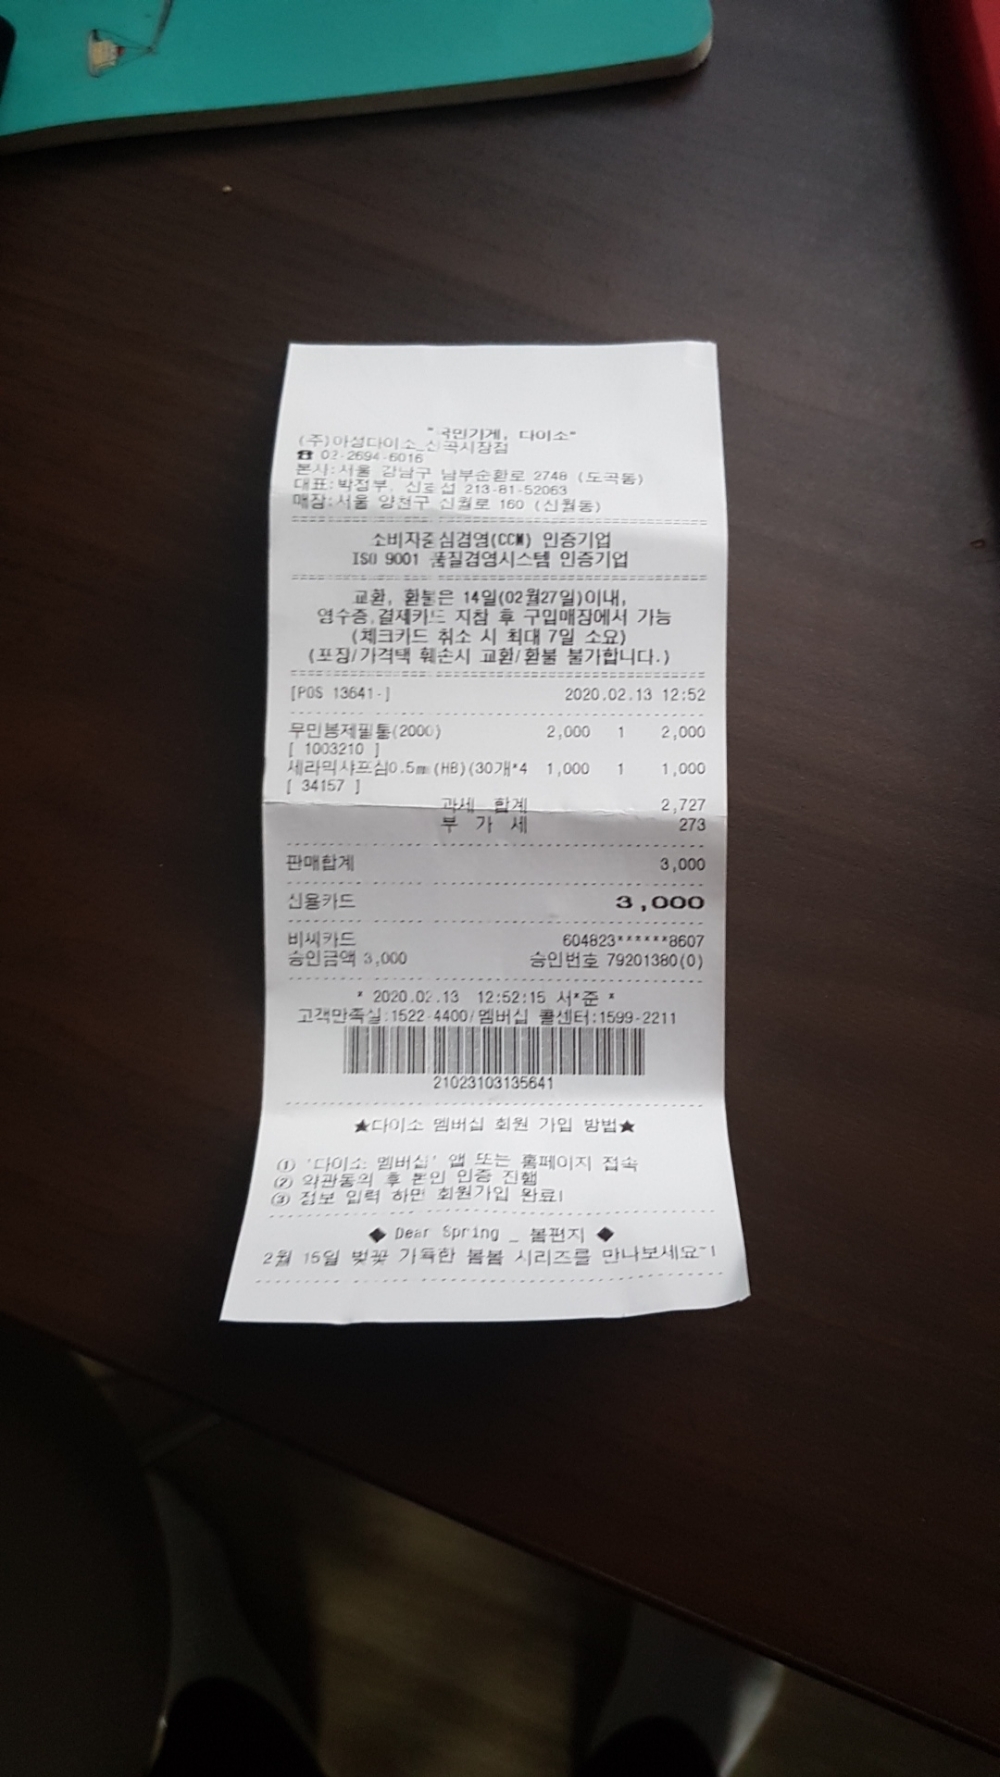 "국민가게, 다이소"
(주)아성다이소_신곡시장점
☎ 02-2694-6016
본사:서울 강남구 남부순환로 2748 (도곡동)
대표:박정부, 신호섭 213-81-52063
매장:서울 양천구 신월로 160 (신월동)
소비자중심경영(CCM) 인증기업
ISO 9001 품질경영시스템 인증기업
교환, 환불은 14일(02월27일)이내,
영수증,결제카드 지참 후 구입매장에서 가능
(체크카드 취소 시 최대 7일 소요)
(포장/가격택 훼손시 교환/환불 불가합니다.)
[POS 13641-] 2020.02.13 12:52
무민봉제필통(2000) 2,000 1 2,000
[ 1003210 ]
세라믹샤프심0.5㎜(HB)(30개*4 1,000 1 1,000
[ 34157 ]
과세 합계 2,727
부 가 세 273
판매합계 3,000
신용카드 3,000
비씨카드 604823******8607
승인금액 3,000 승인번호 79201380(0)
* 2020.02.13 12:52:15 서*준 *
고객만족실:1522-4400/멤버십 콜센터:1599-2211
21023103135641
★다이소 멤버십 회원 가입 방법★
① '다이소 멤버십' 앱 또는 홈페이지 접속
② 약관동의 후 본인 인증 진행
③ 정보 입력 하면 회원가입 완료!
◆ Dear Spring _ 봄편지 ◆
2월 15일 벚꽃 가득한 봄봄 시리즈를 만나보세요~!